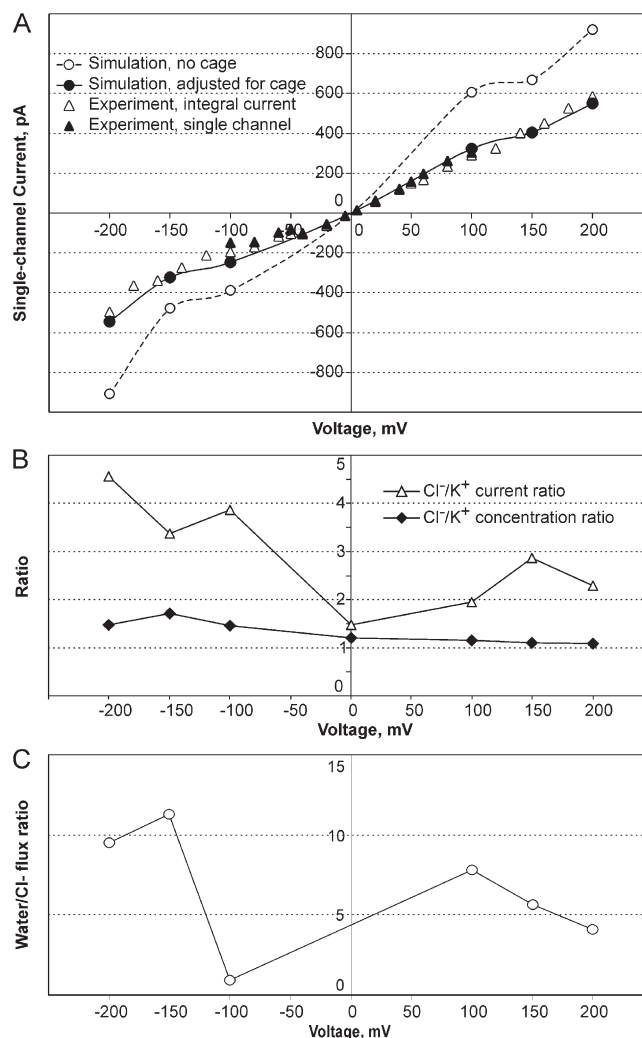 A
Simulation, no cage
Simulation, adjusted for cage
Experiment, integral current
Experiment, single channel
800
600
400
200
0
-200
-400
-600
-800
-200 -150 -100 -50 50 100 150 200
Single-channel Current, pA
Voltage, mV
B
Cl⁻/K⁺ current ratio
Cl⁻/K⁺ concentration ratio
5
4
3
2
1
0
Ratio
-200 -150 -100 -50 0 50 100 150 200
Voltage, mV
C
15
10
5
0
Water/Cl- flux ratio
-200 -150 -100 -50 0 50 100 150 200
Voltage, mV